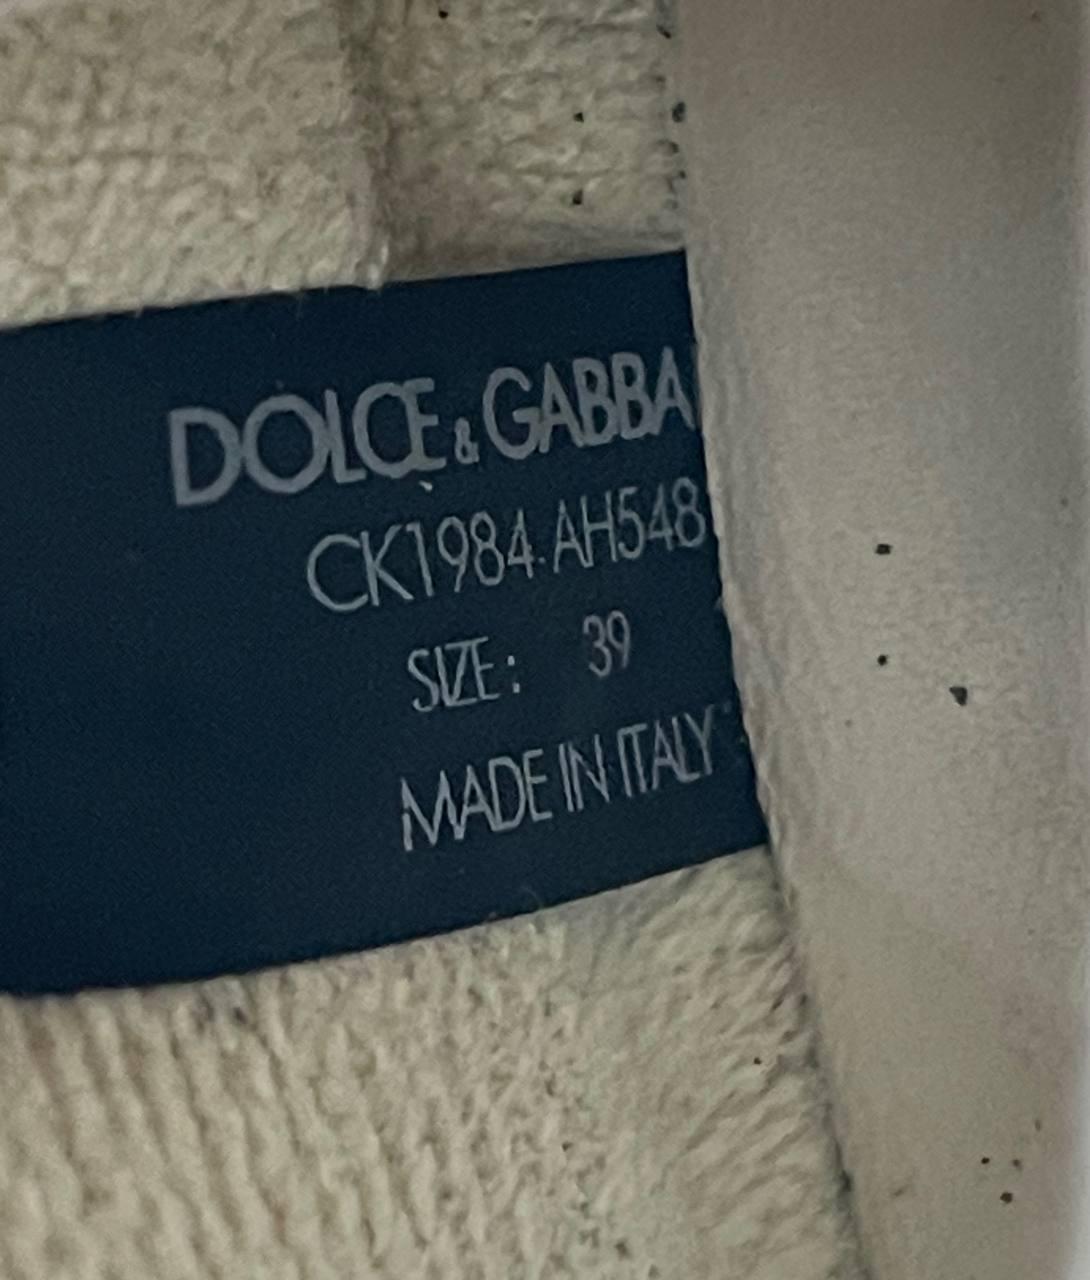 DOLCE & GABBA
CK1984 AH548
SIZE: 39
MADE IN ITALY